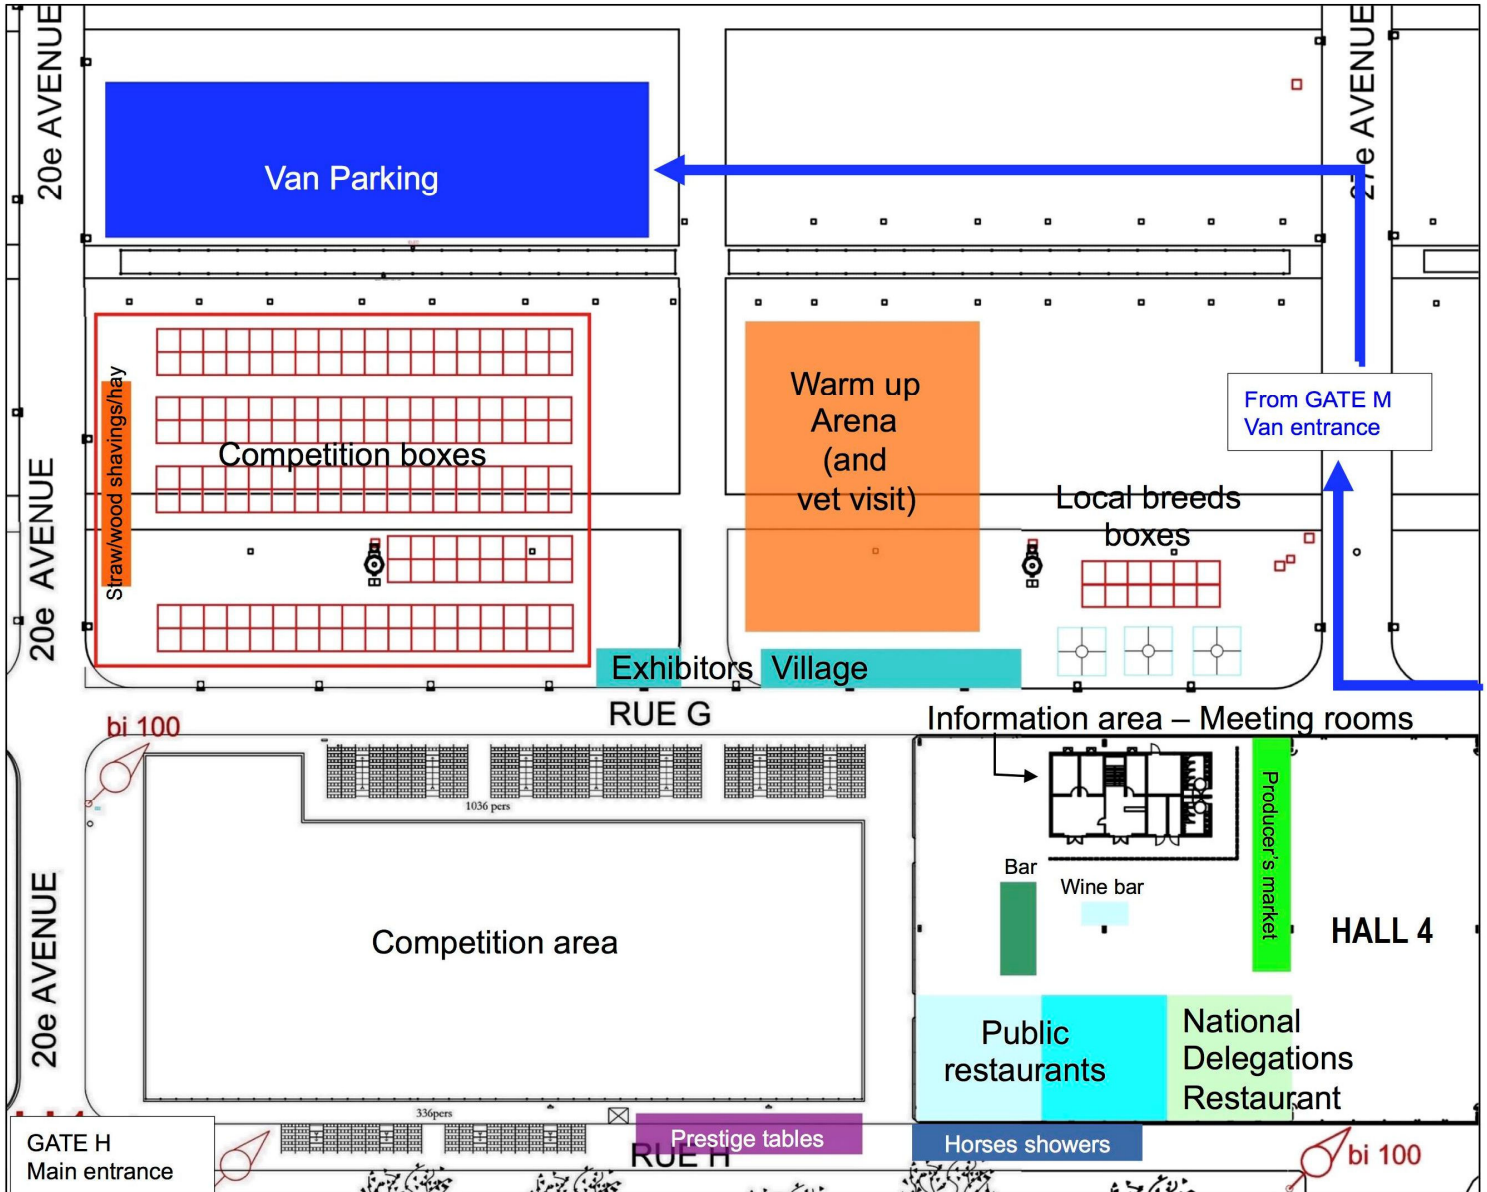 20e AVENUE
27e AVENUE
Van Parking
Straw/wood shavings/hay
Competition boxes
Warm up
Arena
(and
vet visit)
From GATE M
Van entrance
Local breeds
boxes
20e AVENUE
Exhibitors Village
RUE G
Information area – Meeting rooms
bi 100
1036 pers
Producer's market
Bar
Wine bar
HALL 4
Competition area
20e AVENUE
Public
restaurants
National
Delegations
Restaurant
336pers
GATE H
Main entrance
Prestige tables
RUE H
Horses showers
bi 100